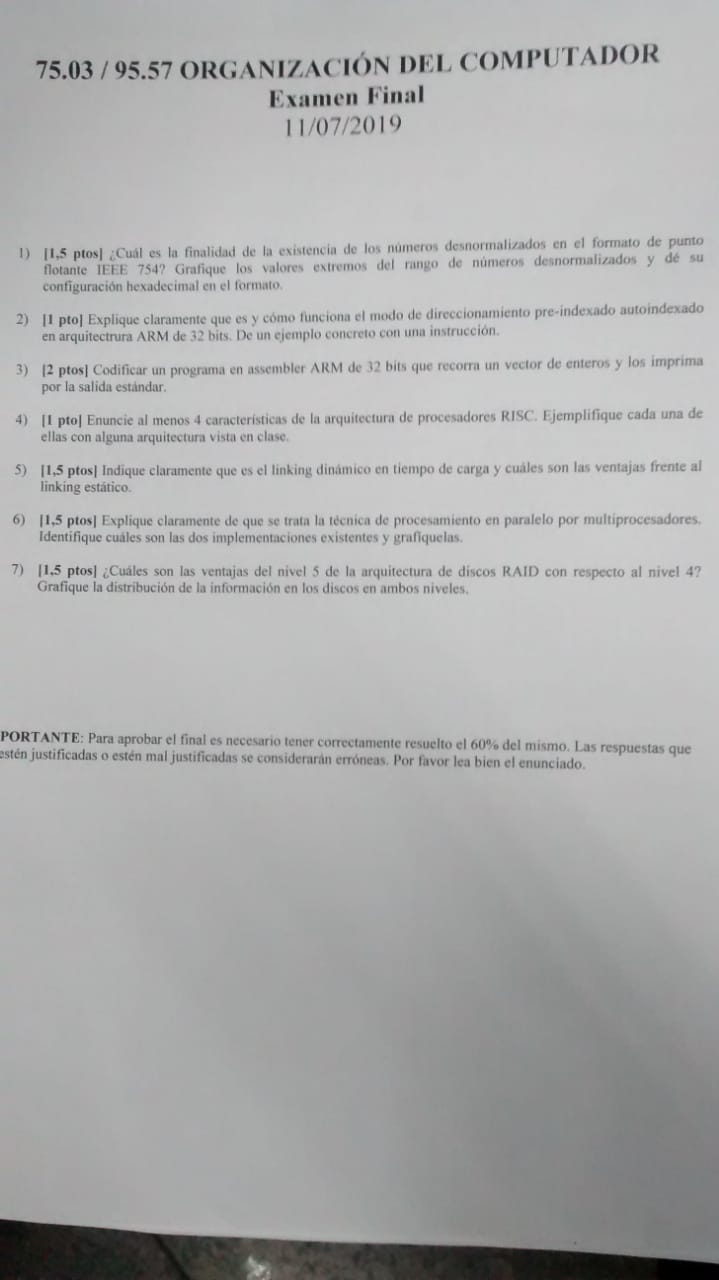 75.03 / 95.57 ORGANIZACIÓN DEL COMPUTADOR
Examen Final
11/07/2019
1) [1,5 ptos] ¿Cuál es la finalidad de la existencia de los números desnormalizados en el formato de punto
flotante IEEE 754? Grafique los valores extremos del rango de números desnormalizados y dé su
configuración hexadecimal en el formato.
2) [1 pto] Explique claramente que es y cómo funciona el modo de direccionamiento pre-indexado autoindexado
en arquitectrura ARM de 32 bits. De un ejemplo concreto con una instrucción.
3) [2 ptos] Codificar un programa en assembler ARM de 32 bits que recorra un vector de enteros y los imprima
por la salida estándar.
4) [1 pto] Enuncie al menos 4 características de la arquitectura de procesadores RISC. Ejemplifique cada una de
ellas con alguna arquitectura vista en clase.
5) [1,5 ptos] Indique claramente que es el linking dinámico en tiempo de carga y cuáles son las ventajas frente al
linking estático.
6) [1,5 ptos] Explique claramente de que se trata la técnica de procesamiento en paralelo por multiprocesadores.
Identifique cuáles son las dos implementaciones existentes y grafíquelas.
7) [1,5 ptos] ¿Cuáles son las ventajas del nivel 5 de la arquitectura de discos RAID con respecto al nivel 4?
Grafique la distribución de la información en los discos en ambos niveles.
PORTANTE: Para aprobar el final es necesario tener correctamente resuelto el 60% del mismo. Las respuestas que
estén justificadas o estén mal justificadas se considerarán erróneas. Por favor lea bien el enunciado.